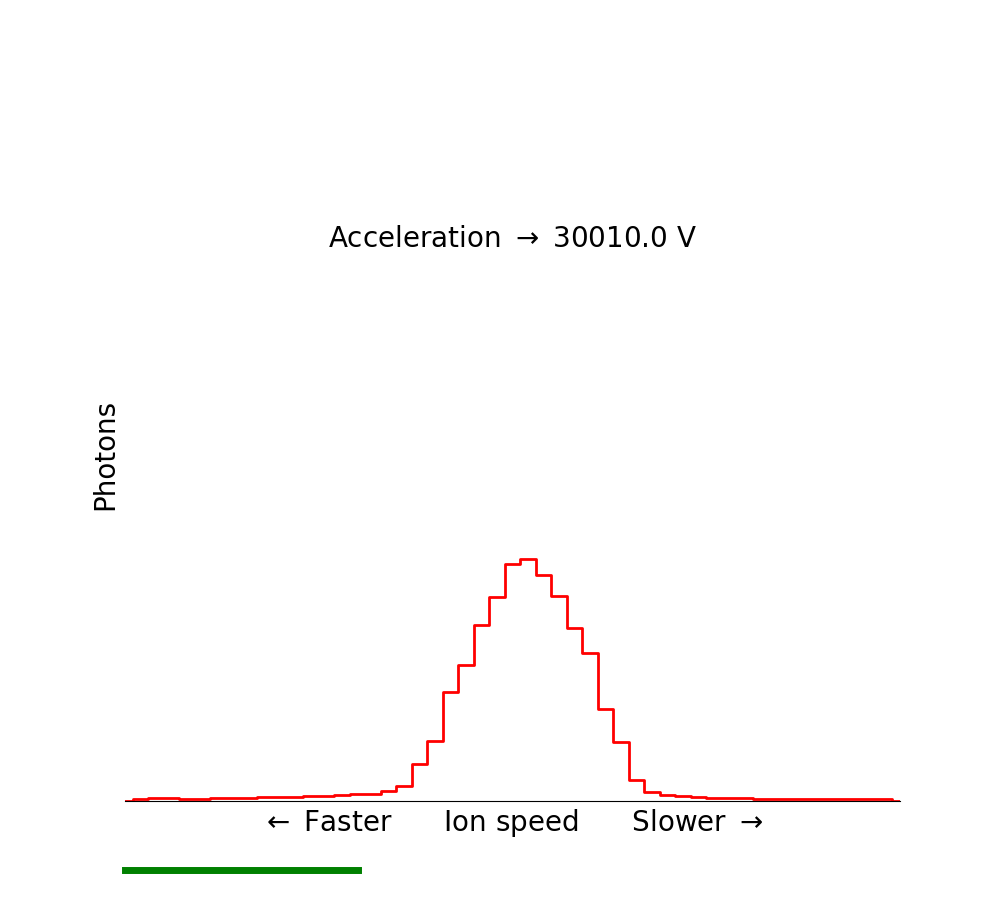 Acceleration → 30010.0 V
Photons
← Faster Ion speed Slower →